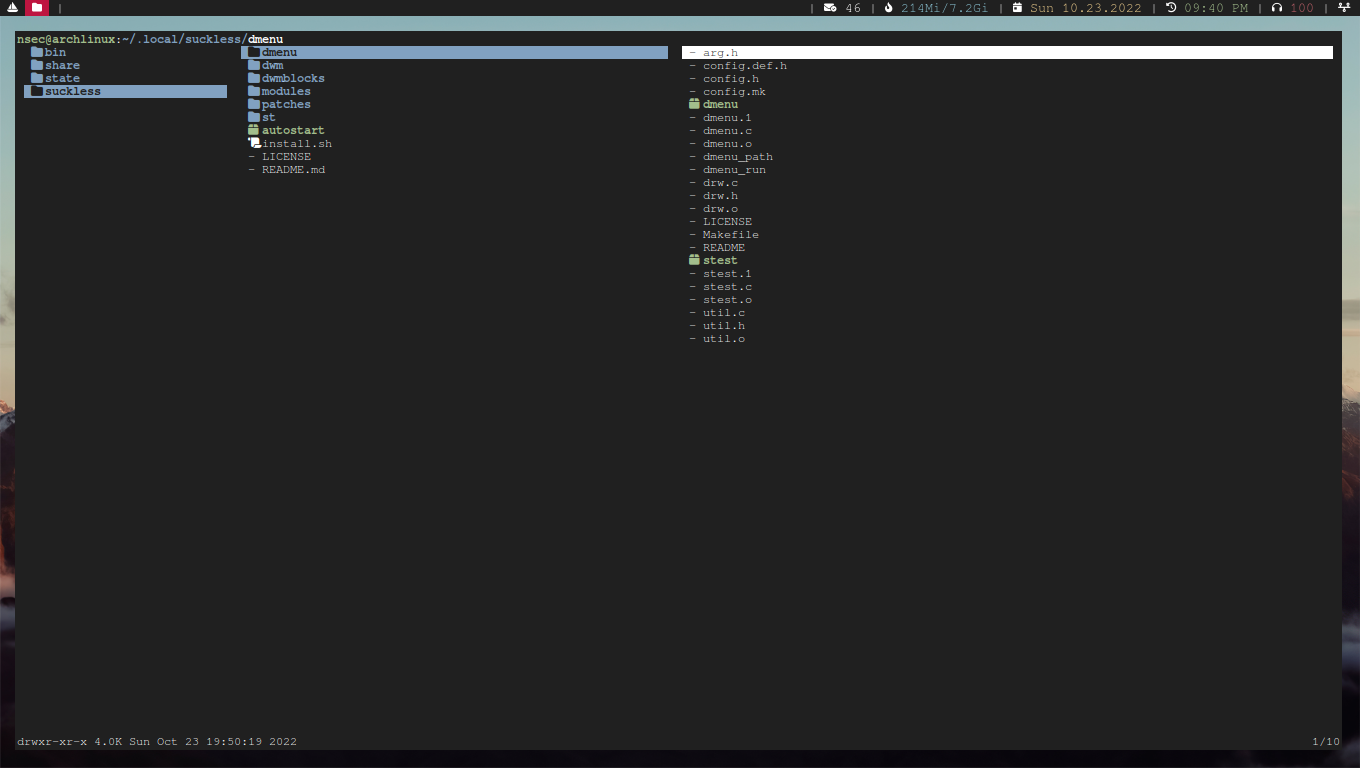 | | 46 | 214Mi/7.2Gi | Sun 10.23.2022 | 09:40 PM | 100 |
nsec@archlinux:~/.local/suckless/dmenu
bin
share
state
suckless
dmenu
dwm
dwmblocks
modules
patches
st
autostart
install.sh
- LICENSE
- README.md
- arg.h
- config.def.h
- config.h
- config.mk
dmenu
- dmenu.1
- dmenu.c
- dmenu.o
- dmenu_path
- dmenu_run
- drw.c
- drw.h
- drw.o
- LICENSE
- Makefile
- README
stest
- stest.1
- stest.c
- stest.o
- util.c
- util.h
- util.o
drwxr-xr-x 4.0K Sun Oct 23 19:50:19 2022
1/10